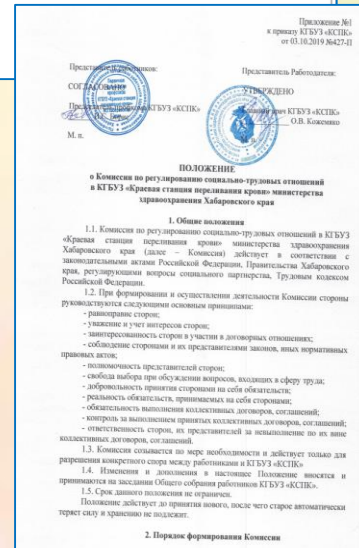 Приложение №1
к приказу КГБУЗ «КСПК»
от 03.10.2019 №427-П
Представитель Работодателя:
СОГЛАСОВАНО
УТВЕРЖДЕНО
КГБУЗ «КСПК»
КГБУЗ «КСПК»
О.В. Кожемяко
М. п.
ПОЛОЖЕНИЕ
о Комиссии по регулированию социально-трудовых отношений
в КГБУЗ «Краевая станция переливания крови» министерства
здравоохранения Хабаровского края
1. Общие положения
1.1. Комиссия по регулированию социально-трудовых отношений в КГБУЗ
«Краевая станция переливания крови» министерства здравоохранения
Хабаровского края (далее – Комиссия) действует в соответствии с
законодательными актами Российской Федерации, Правительства Хабаровского
края, регулирующими вопросы социального партнерства, Трудовым кодексом
Российской Федерации.
1.2. При формировании и осуществлении деятельности Комиссии стороны
руководствуются следующими основными принципами:
- равноправие сторон;
- уважение и учет интересов сторон;
- заинтересованность сторон в участии в договорных отношениях;
- соблюдение сторонами и их представителями законов, иных нормативных
правовых актов;
- полномочность представителей сторон;
- свобода выбора при обсуждении вопросов, входящих в сферу труда;
- добровольность принятия сторонами на себя обязательств;
- реальность обязательств, принимаемых на себя сторонами;
- обязательность выполнения коллективных договоров, соглашений;
- контроль за выполнением принятых коллективных договоров, соглашений;
- ответственность сторон, их представителей за невыполнение по их вине
коллективных договоров, соглашений.
1.3. Комиссия созывается по мере необходимости и действует только для
разрешения конкретного спора между работниками и КГБУЗ «КСПК»
1.4. Изменения и дополнения в настоящее Положение вносятся и
принимаются на заседании Общего собрания работников КГБУЗ «КСПК».
1.5. Срок данного положения не ограничен.
Положение действует до принятия нового, после чего старое автоматически
теряет силу и хранению не подлежит.
2. Порядок формирования Комиссии